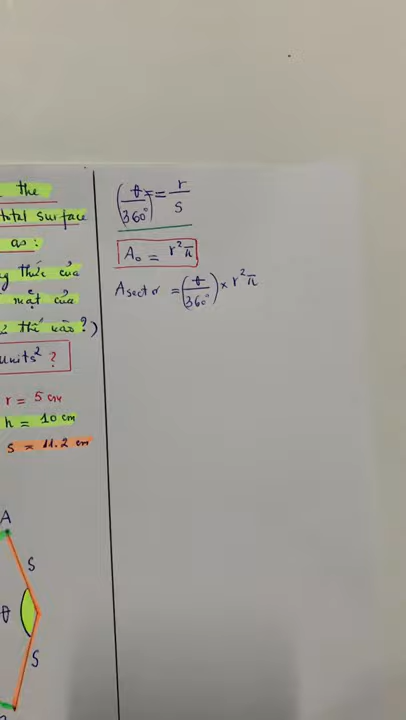 the
total surface
as:
thức của
mặt của
thế nào?)
units² ?
r = 5 cm
h = 10 cm
s ≈ 11.2 cm
A
S
θ
S
(θ/360°) = r/s
A₀ = r²π
A sector = (θ/360°) × r²π